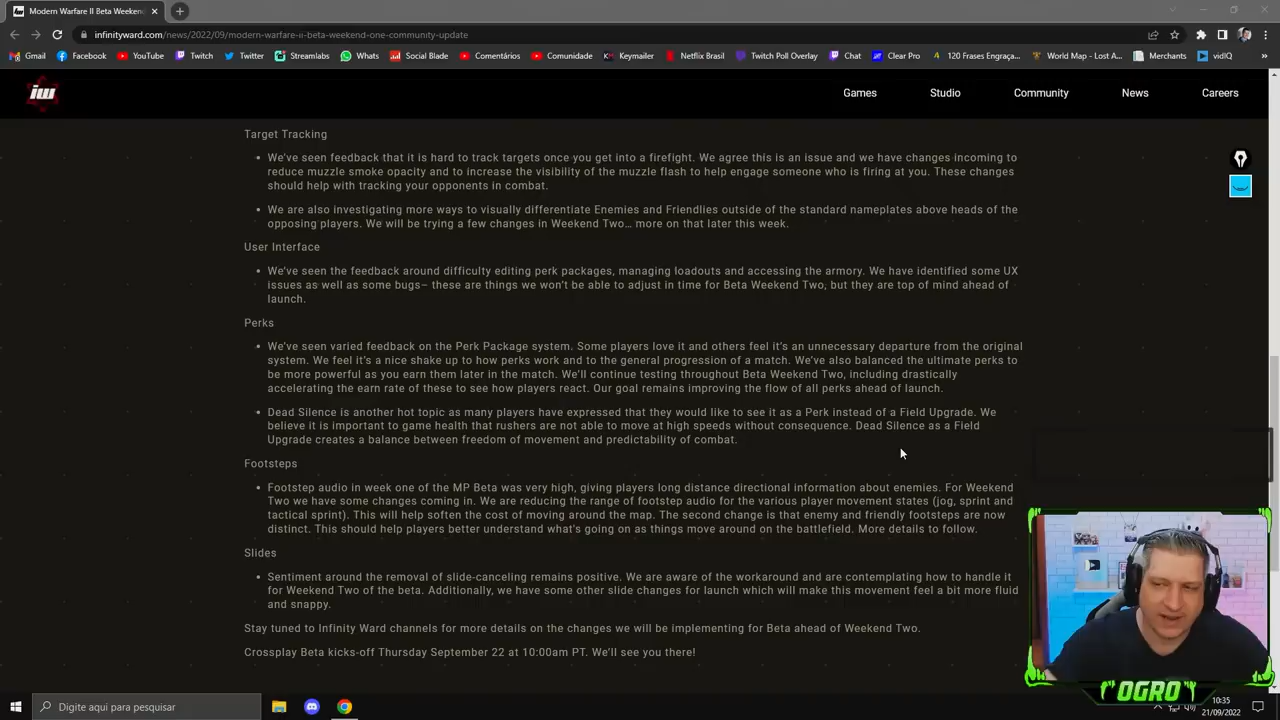 Modern Warfare II Beta Weekend
infinityward.com/news/2022/09/modern-warfare-ii-beta-weekend-one-community-update
Gmail Facebook YouTube Twitch Twitter Streamlabs Whats Social Blade Comentários Comunidade Keymailer Netflix Brasil Twitch Poll Overlay Chat Clear Pro 120 Frases Engraça... World Map - Lost A... Merchants vidIQ »
iw Games Studio Community News Careers
Target Tracking
• We've seen feedback that it is hard to track targets once you get into a firefight. We agree this is an issue and we have changes incoming to
reduce muzzle smoke opacity and to increase the visibility of the muzzle flash to help engage someone who is firing at you. These changes
should help with tracking your opponents in combat.
• We are also investigating more ways to visually differentiate Enemies and Friendlies outside of the standard nameplates above heads of the
opposing players. We will be trying a few changes in Weekend Two… more on that later this week.
User Interface
• We've seen the feedback around difficulty editing perk packages, managing loadouts and accessing the armory. We have identified some UX
issues as well as some bugs– these are things we won't be able to adjust in time for Beta Weekend Two, but they are top of mind ahead of
launch.
Perks
• We've seen varied feedback on the Perk Package system. Some players love it and others feel it's an unnecessary departure from the original
system. We feel it's a nice shake up to how perks work and to the general progression of a match. We've also balanced the ultimate perks to
be more powerful as you earn them later in the match. We'll continue testing throughout Beta Weekend Two, including drastically
accelerating the earn rate of these to see how players react. Our goal remains improving the flow of all perks ahead of launch.
• Dead Silence is another hot topic as many players have expressed that they would like to see it as a Perk instead of a Field Upgrade. We
believe it is important to game health that rushers are not able to move at high speeds without consequence. Dead Silence as a Field
Upgrade creates a balance between freedom of movement and predictability of combat.
Footsteps
• Footstep audio in week one of the MP Beta was very high, giving players long distance directional information about enemies. For Weekend
Two we have some changes coming in. We are reducing the range of footstep audio for the various player movement states (jog, sprint and
tactical sprint). This will help soften the cost of moving around the map. The second change is that enemy and friendly footsteps are now
distinct. This should help players better understand what's going on as things move around on the battlefield. More details to follow.
Slides
• Sentiment around the removal of slide-canceling remains positive. We are aware of the workaround and are contemplating how to handle it
for Weekend Two of the beta. Additionally, we have some other slide changes for launch which will make this movement feel a bit more fluid
and snappy.
Stay tuned to Infinity Ward channels for more details on the changes we will be implementing for Beta ahead of Weekend Two.
Crossplay Beta kicks-off Thursday September 22 at 10:00am PT. We'll see you there!
OGRO
Digite aqui para pesquisar
10:35
21/09/2022